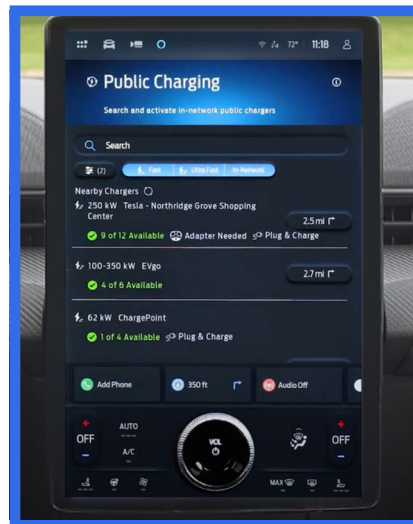 72° 11:18
Public Charging
Search and activate in-network public chargers
Search
(2) Fast Ultra Fast In-Network
Nearby Chargers
250 kW Tesla - Northridge Grove Shopping
Center
2.5 mi
9 of 12 Available Adapter Needed Plug & Charge
100-350 kW EVgo
2.7 mi
4 of 6 Available
62 kW ChargePoint
1 of 4 Available Plug & Charge
Add Phone 350 ft Audio Off
OFF AUTO VOL OFF
A/C
MAX